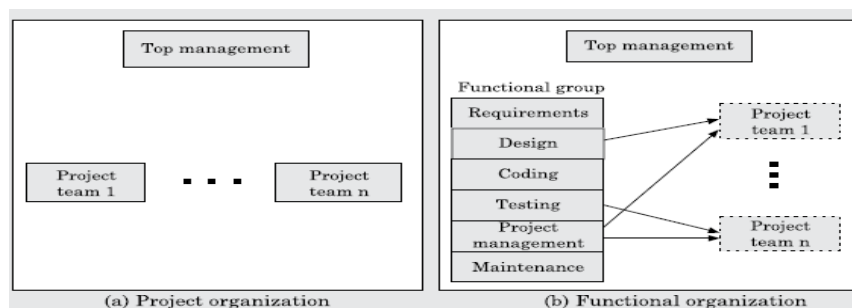 Top management
Project
team 1
Project
team n
(a) Project organization
Top management
Functional group
Requirements
Design
Coding
Testing
Project
management
Maintenance
Project
team 1
Project
team n
(b) Functional organization